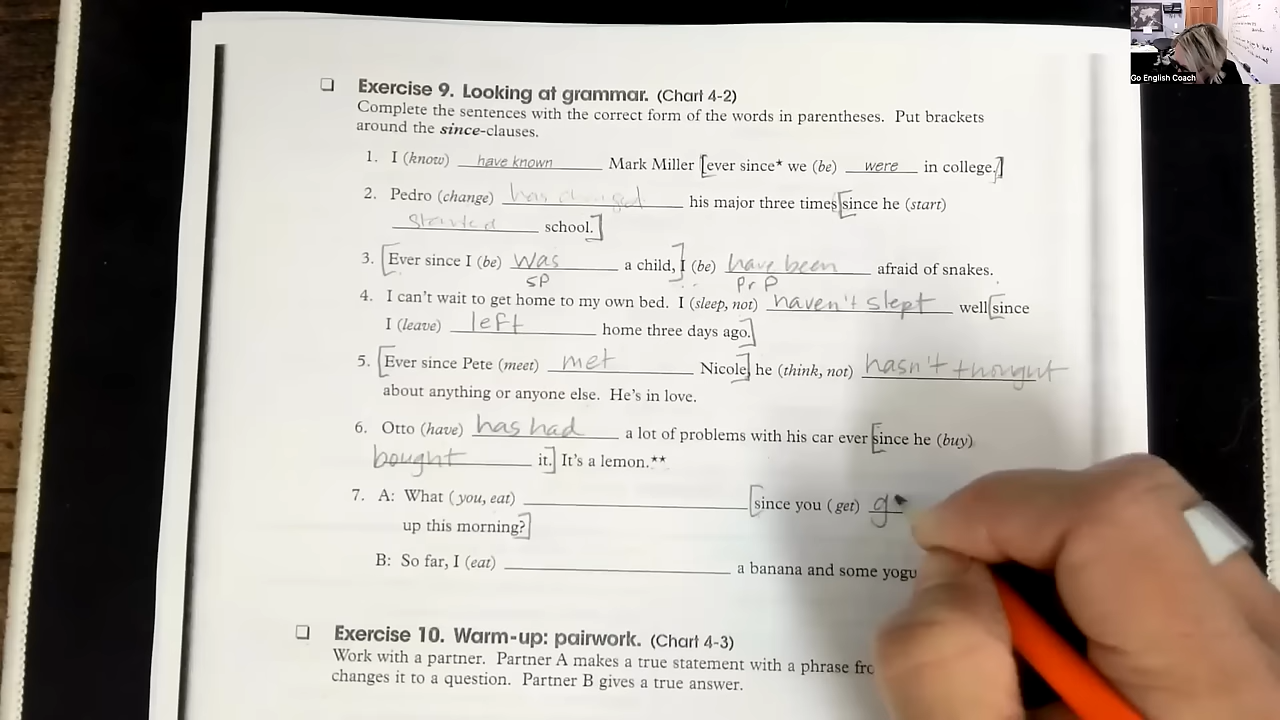 Go English Coach
Exercise 9. Looking at grammar. (Chart 4-2)
Complete the sentences with the correct form of the words in parentheses. Put brackets
around the since-clauses.
1. I (know) have known Mark Miller [ever since* we (be) were in college.]
2. Pedro (change) has changed his major three times [since he (start)
started school.]
3. [Ever since I (be) was a child,] I (be) have been afraid of snakes.
SP Pr P
4. I can't wait to get home to my own bed. I (sleep, not) haven't slept well [since
I (leave) left home three days ago.]
5. [Ever since Pete (meet) met Nicole,] he (think, not) hasn't thought
about anything or anyone else. He's in love.
6. Otto (have) has had a lot of problems with his car ever [since he (buy)
bought it.] It's a lemon.**
7. A: What (you, eat) [since you (get) g
up this morning?]
B: So far, I (eat) a banana and some
Exercise 10. Warm-up: pairwork. (Chart 4-3)
Work with a partner. Partner A makes a true statement with a phrase
changes it to a question. Partner B gives a true answer.